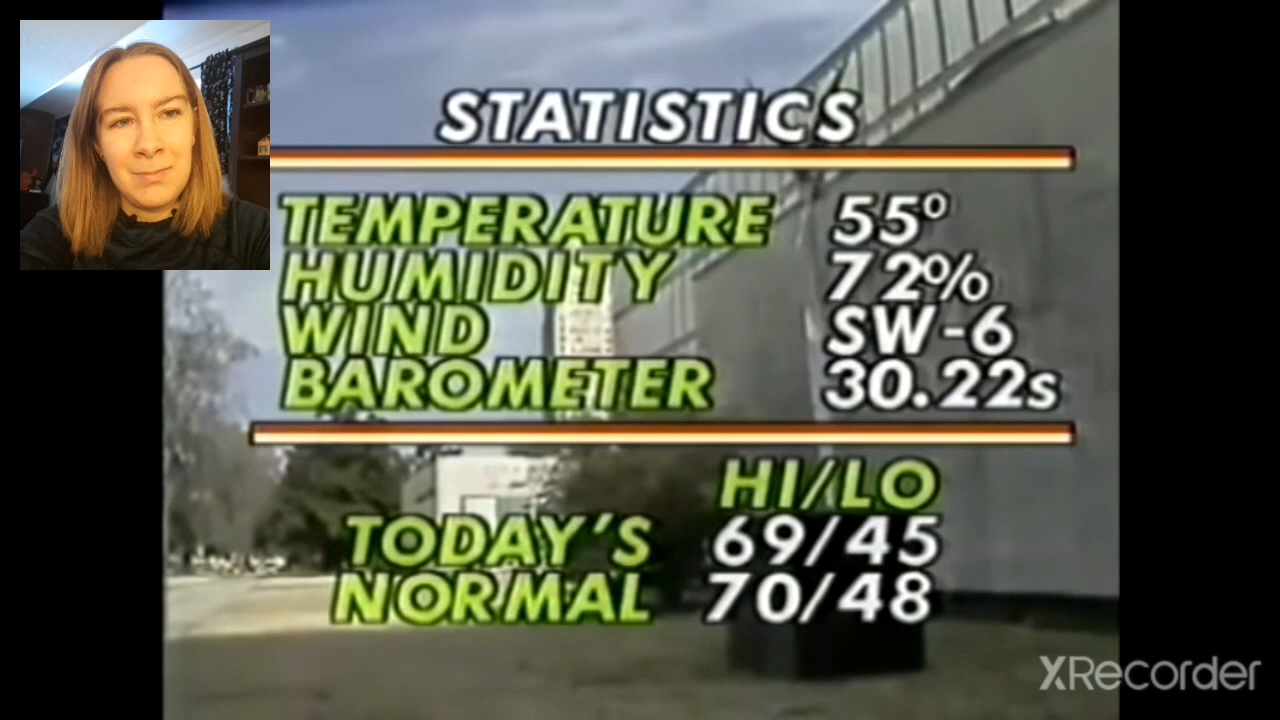 STATISTICS
TEMPERATURE 55°
HUMIDITY 72%
WIND SW-6
BAROMETER 30.22s
HI/LO
TODAY'S 69/45
NORMAL 70/48
XRecorder